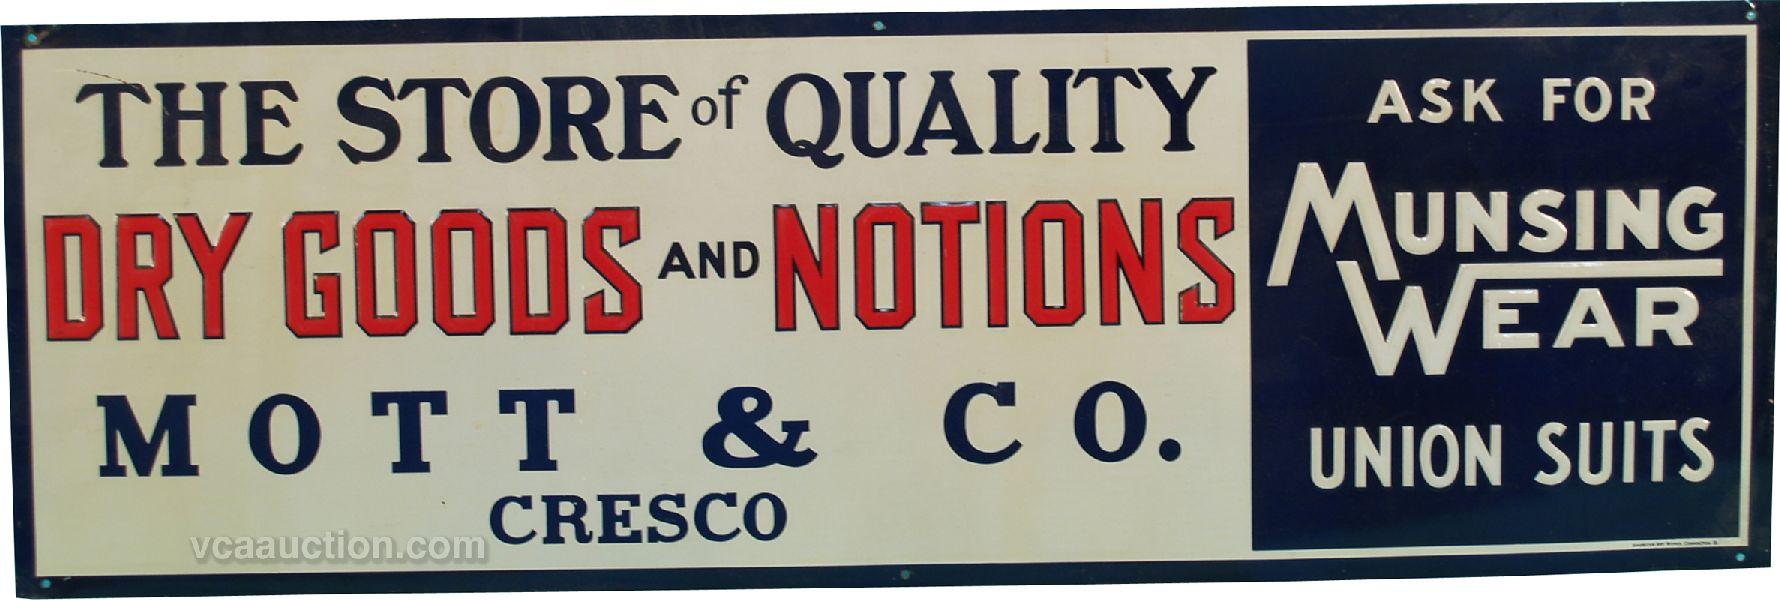 THE STORE of QUALITY
DRY GOODS AND NOTIONS
MOTT & CO.
CRESCO
ASK FOR
MUNSING
WEAR
UNION SUITS
vcaauction.com